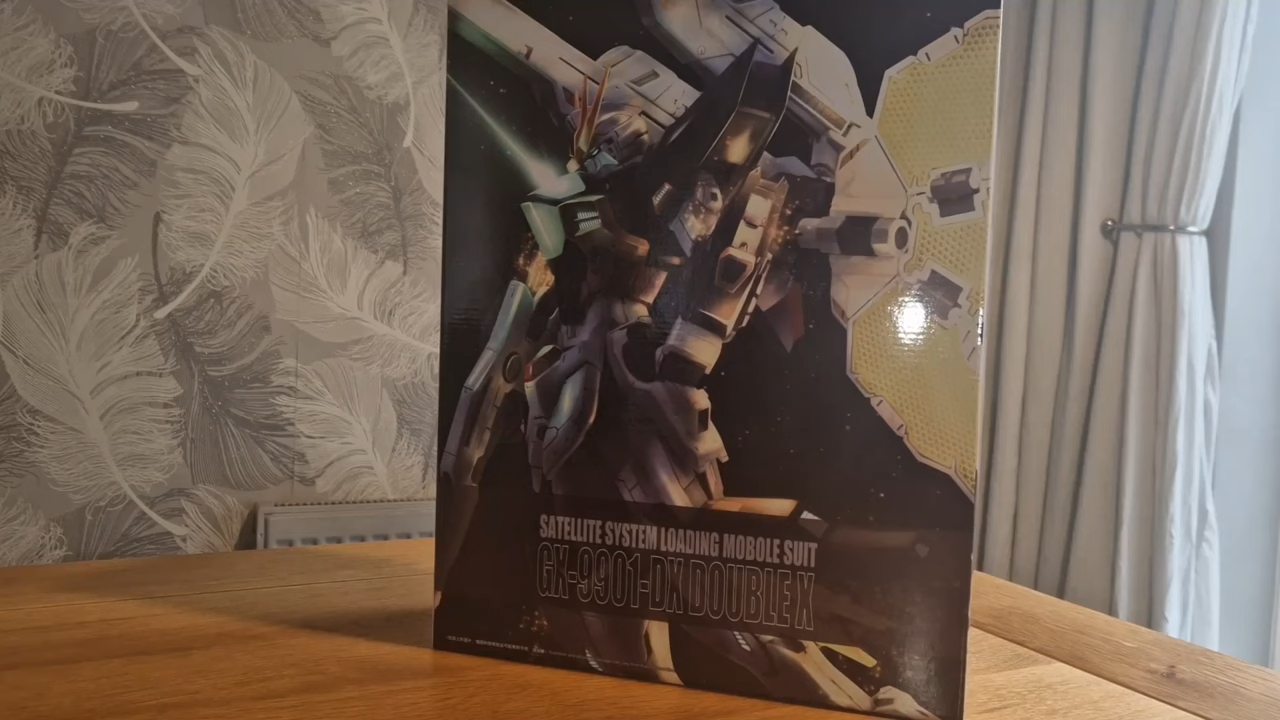 SATELLITE SYSTEM LOADING MOBOLE SUIT
GX-9901-DX DOUBLE X